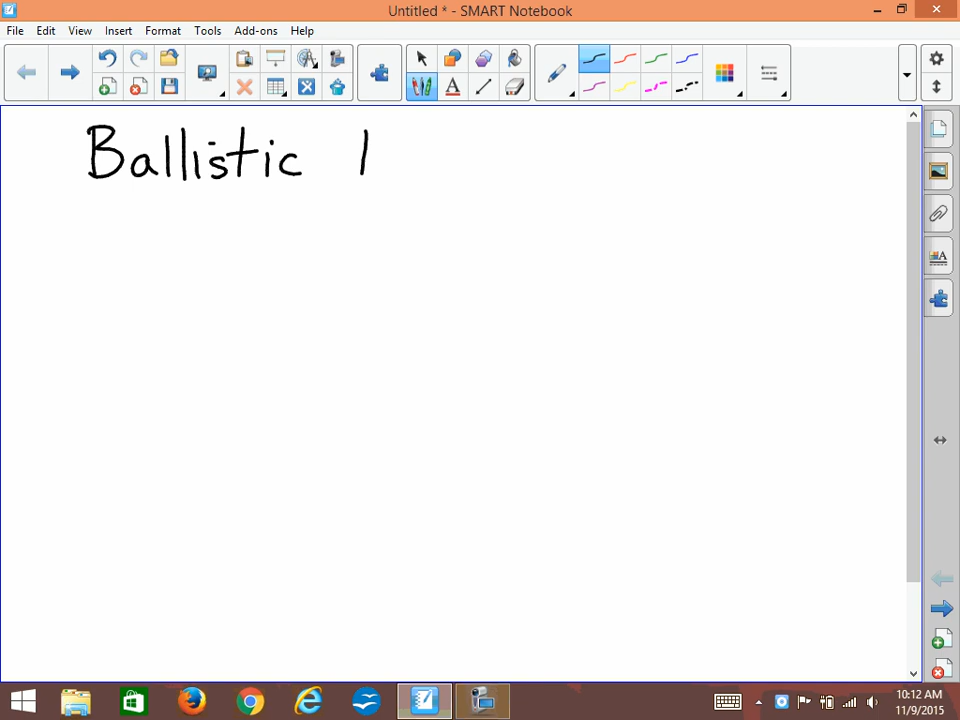 Untitled * - SMART Notebook
File Edit View Insert Format Tools Add-ons Help
Ballistic |
10:12 AM
11/9/2015